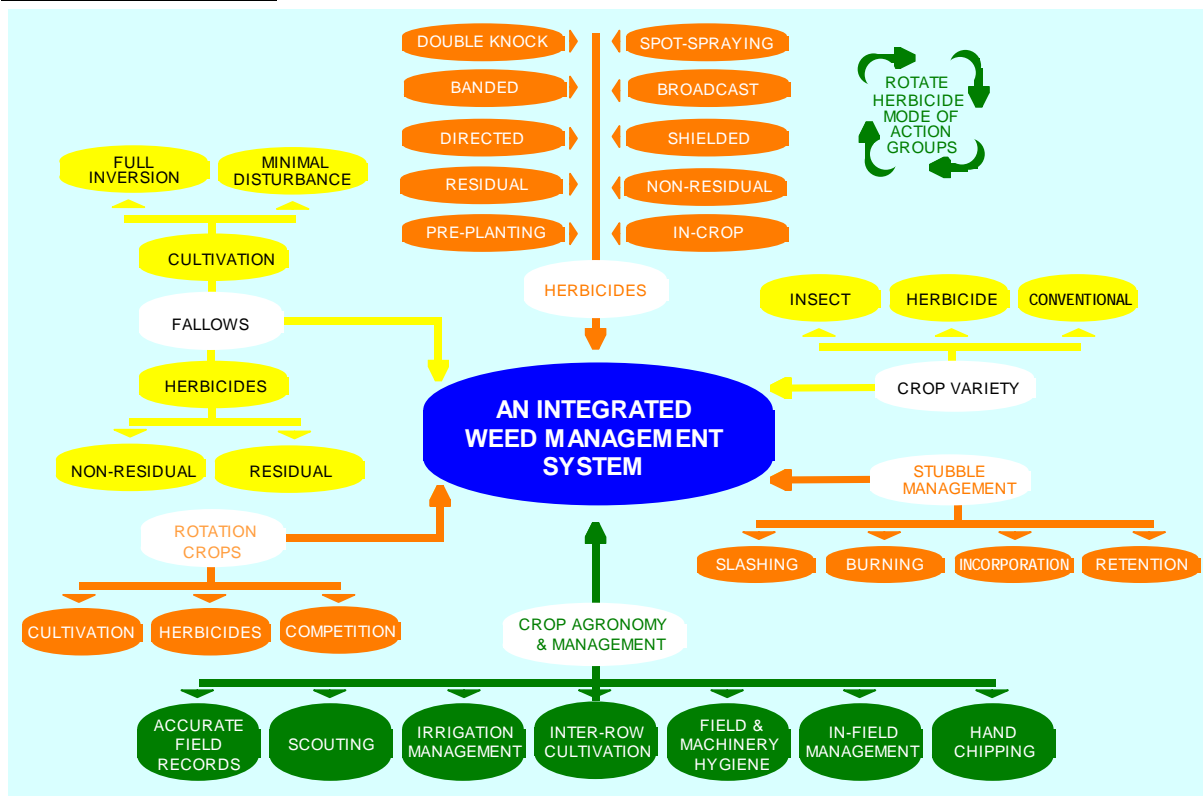 DOUBLE KNOCK
SPOT-SPRAYING
BANDED
BROADCAST
DIRECTED
SHIELDED
RESIDUAL
NON-RESIDUAL
PRE-PLANTING
IN-CROP
HERBICIDES
ROTATE
HERBICIDE
MODE OF
ACTION
GROUPS
FULL
INVERSION
MINIMAL
DISTURBANCE
CULTIVATION
FALLOWS
HERBICIDES
NON-RESIDUAL
RESIDUAL
INSECT
HERBICIDE
CONVENTIONAL
CROP VARIETY
AN INTEGRATED
WEED MANAGEMENT
SYSTEM
STUBBLE
MANAGEMENT
SLASHING
BURNING
INCORPORATION
RETENTION
ROTATION
CROPS
CULTIVATION
HERBICIDES
COMPETITION
CROP AGRONOMY
& MANAGEMENT
ACCURATE
FIELD
RECORDS
SCOUTING
IRRIGATION
MANAGEMENT
INTER-ROW
CULTIVATION
FIELD &
MACHINERY
HYGIENE
IN-FIELD
MANAGEMENT
HAND
CHIPPING